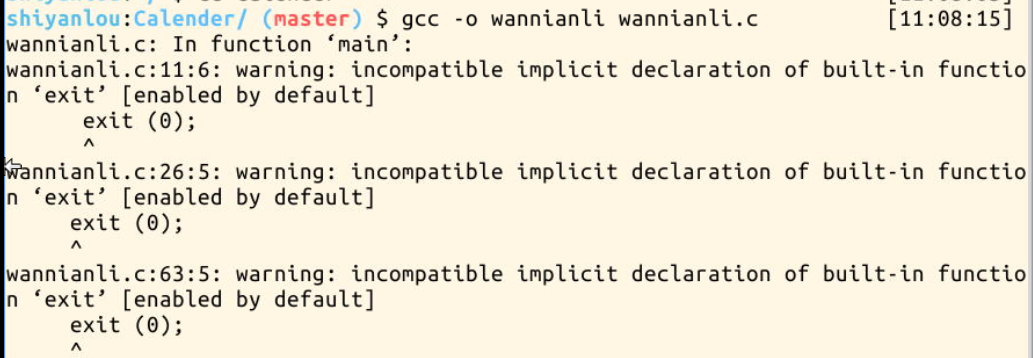 shiyanlou:Calender/ (master) $ gcc -o wannianli wannianli.c [11:08:15]
wannianli.c: In function ‘main’:
wannianli.c:11:6: warning: incompatible implicit declaration of built-in functio
n ‘exit’ [enabled by default]
exit (0);
^
wannianli.c:26:5: warning: incompatible implicit declaration of built-in functio
n ‘exit’ [enabled by default]
exit (0);
^
wannianli.c:63:5: warning: incompatible implicit declaration of built-in functio
n ‘exit’ [enabled by default]
exit (0);
^